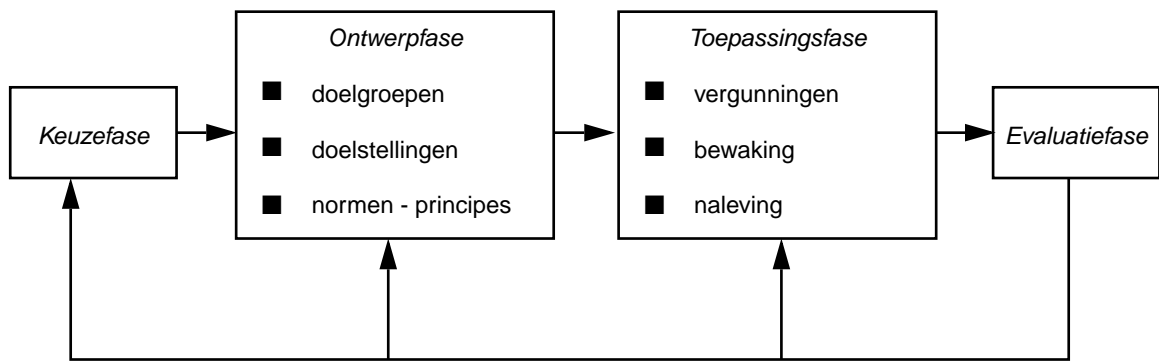 Keuzefase
Ontwerpfase
doelgroepen
doelstellingen
normen - principes
Toepassingsfase
vergunningen
bewaking
naleving
Evaluatiefase